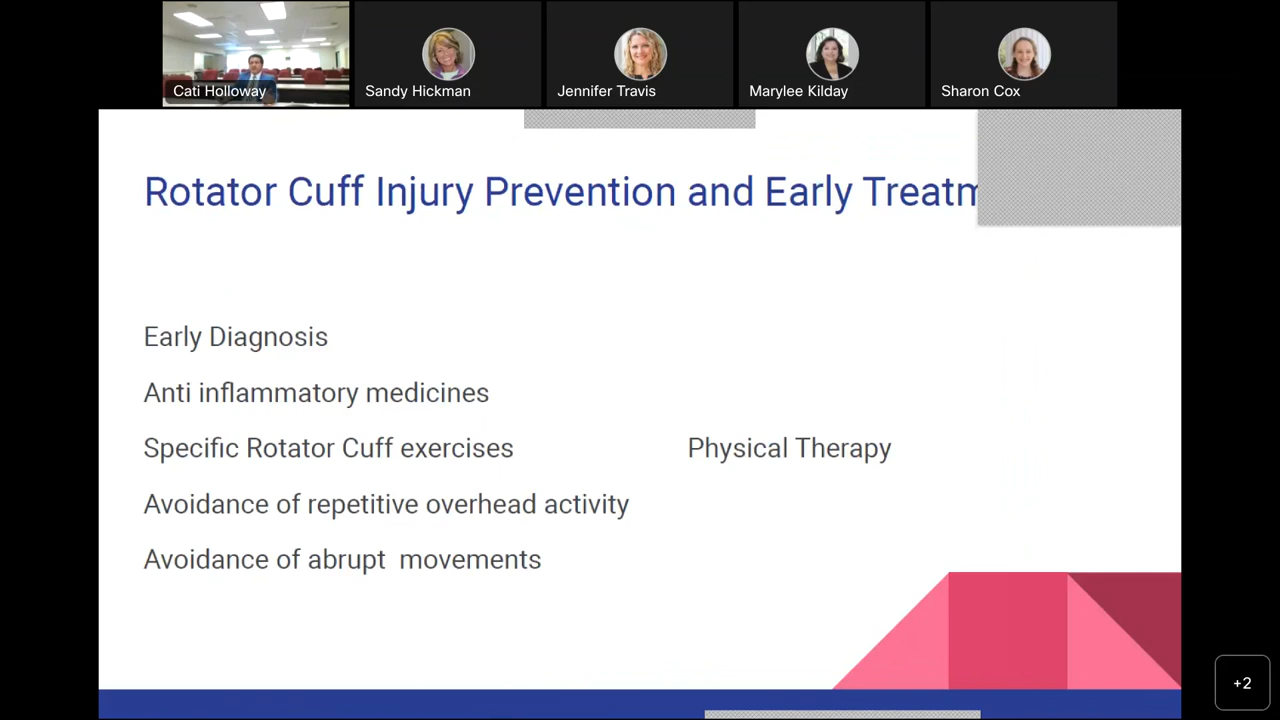 Cati Holloway
Sandy Hickman
Jennifer Travis
Marylee Kilday
Sharon Cox
Rotator Cuff Injury Prevention and Early Treatm
Early Diagnosis
Anti inflammatory medicines
Specific Rotator Cuff exercises Physical Therapy
Avoidance of repetitive overhead activity
Avoidance of abrupt  movements
+2